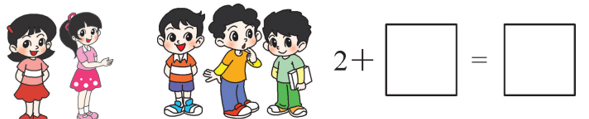 2+ □ = □